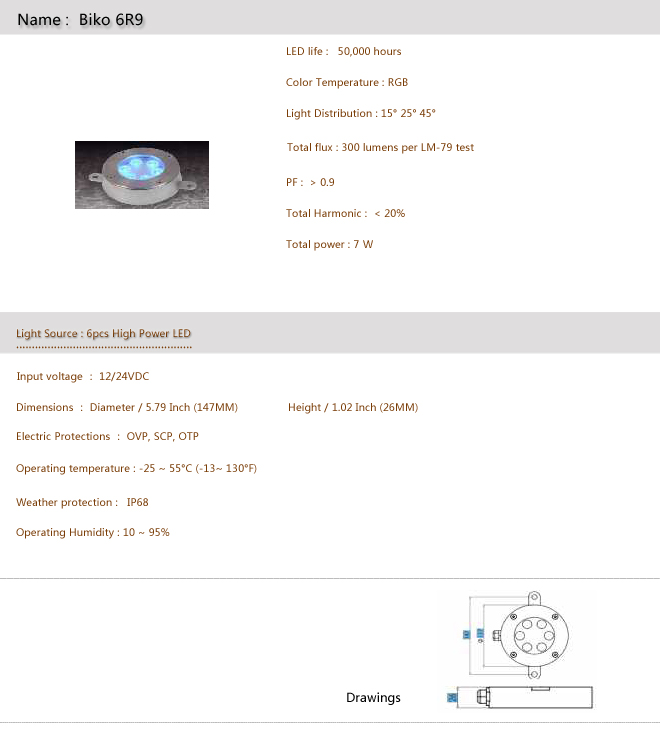 Name :  Biko 6R9
LED life :   50,000 hours
Color Temperature : RGB
Light Distribution : 15° 25° 45°
Total flux : 300 lumens per LM-79 test
PF :  > 0.9
Total Harmonic :  < 20%
Total power : 7 W
Light Source : 6pcs High Power LED
Input voltage  :  12/24VDC
Dimensions  :  Diameter / 5.79 Inch (147MM)    Height / 1.02 Inch (26MM)
Electric Protections  :  OVP, SCP, OTP
Operating temperature : -25 ~ 55°C (-13~ 130°F)
Weather protection :   IP68
Operating Humidity : 10 ~ 95%
Drawings